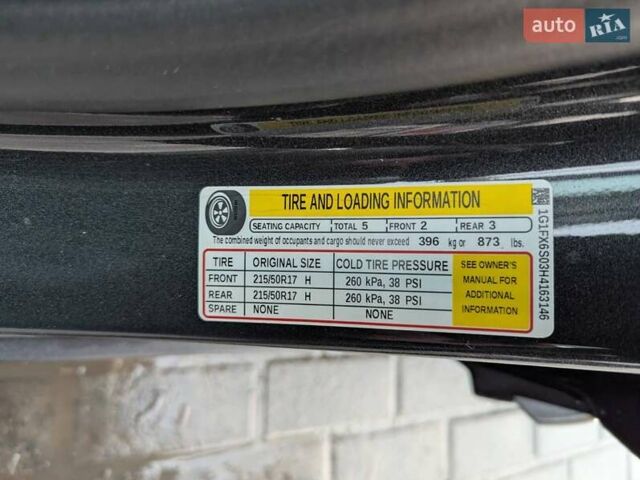 auto RIA.com
TIRE AND LOADING INFORMATION
SEATING CAPACITY TOTAL 5 FRONT 2 REAR 3
The combined weight of occupants and cargo should never exceed 396 kg or 873 lbs.
TIRE ORIGINAL SIZE COLD TIRE PRESSURE
FRONT 215/50R17 H 260 kPa, 38 PSI
REAR 215/50R17 H 260 kPa, 38 PSI
SPARE NONE NONE
SEE OWNER'S
MANUAL FOR
ADDITIONAL
INFORMATION
1G1FX6S03H4163146